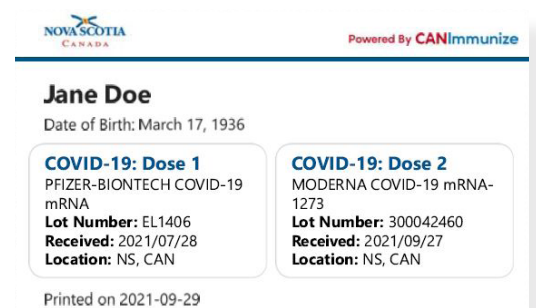 NOVA SCOTIA
CANADA
Powered By CANImmunize
Jane Doe
Date of Birth: March 17, 1936
COVID-19: Dose 1
PFIZER-BIONTECH COVID-19
mRNA
Lot Number: EL1406
Received: 2021/07/28
Location: NS, CAN
COVID-19: Dose 2
MODERNA COVID-19 mRNA-
1273
Lot Number: 300042460
Received: 2021/09/27
Location: NS, CAN
Printed on 2021-09-29